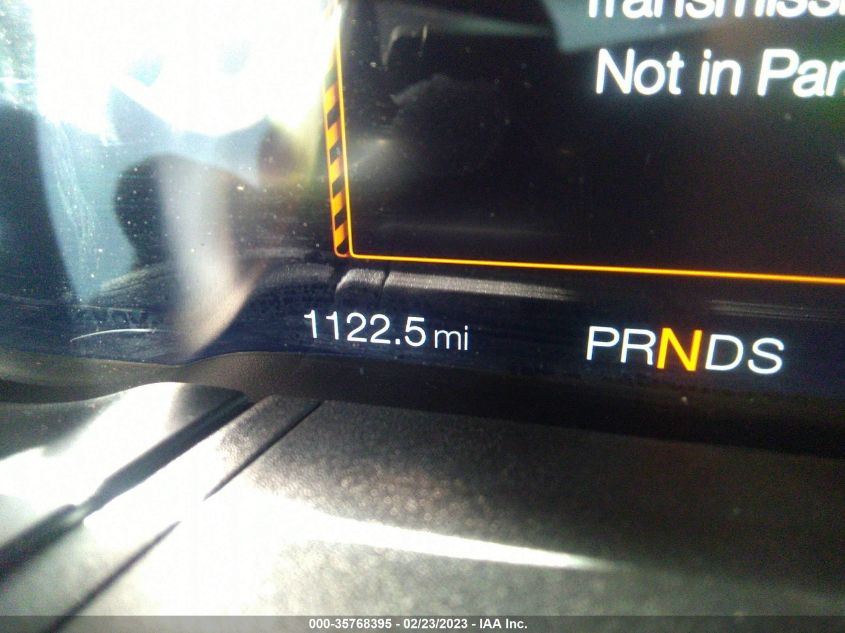 Not in Par
1122.5 mi
PRNDS
000-35768395 - 02/23/2023 - IAA Inc.